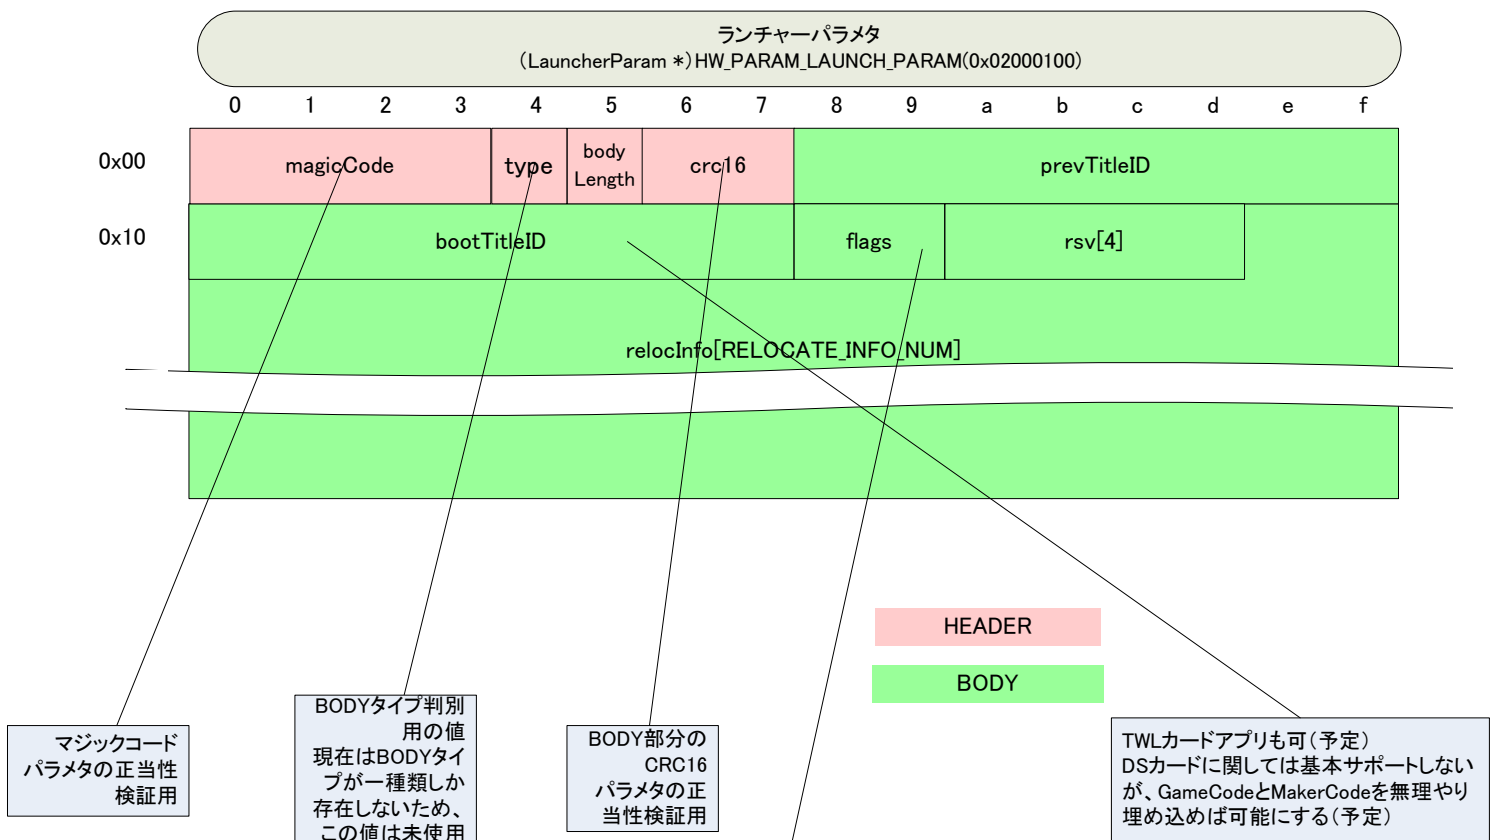 ランチャーパラメタ
(LauncherParam *)HW_PARAM_LAUNCH_PARAM(0x02000100)
0 1 2 3 4 5 6 7 8 9 a b c d e f
0x00
magicCode
type
body
Length
crc16
prevTitleID
0x10
bootTitleID
flags
rsv[4]
relocInfo[RELOCATE_INFO_NUM]
HEADER
BODY
マジックコード
パラメタの正当性
検証用
BODYタイプ判別
用の値
現在はBODYタイ
プが一種類しか
存在しないため、
この値は未使用
BODY部分の
CRC16
パラメタの正
当性検証用
TWLカードアプリも可(予定)
DSカードに関しては基本サポートしない
が、GameCodeとMakerCodeを無理やり
埋め込めば可能にする(予定)